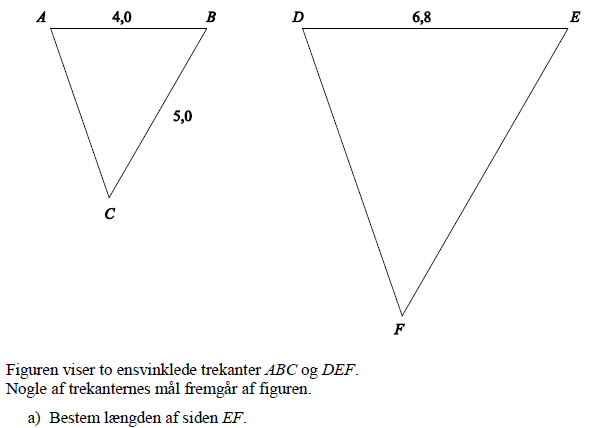 A 4,0 B D 6,8 E
5,0
C
F
Figuren viser to ensvinklede trekanter ABC og DEF.
Nogle af trekanternes mål fremgår af figuren.
a) Bestem længden af siden EF.